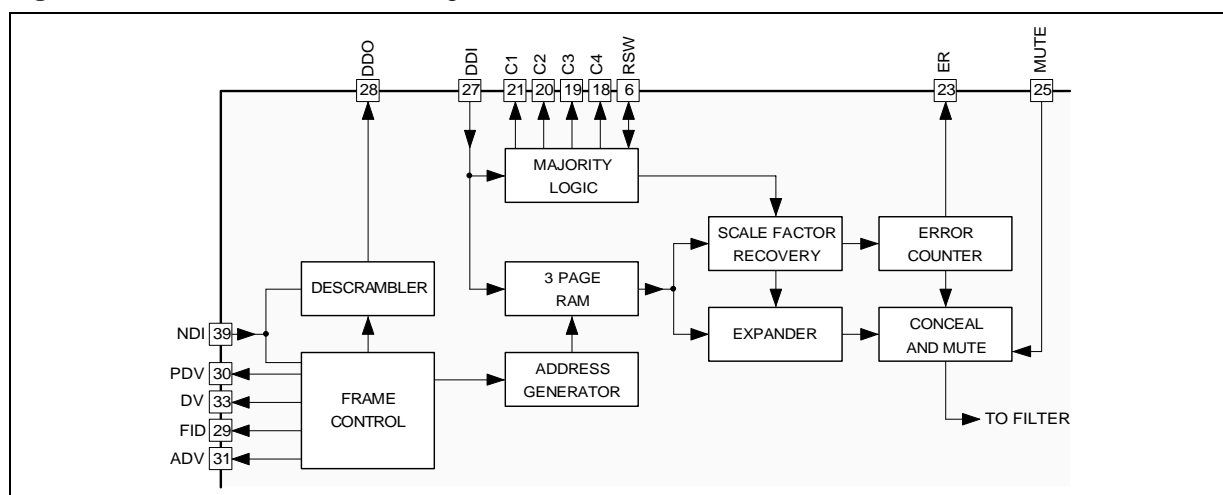 DDO
DDI
C1
C2
C3
C4
RSW
ER
MUTE
28
27
21
20
19
18
6
23
25
MAJORITY
LOGIC
SCALE FACTOR
RECOVERY
ERROR
COUNTER
DESCRAMBLER
3 PAGE
RAM
EXPANDER
CONCEAL
AND MUTE
NDI 39
PDV 30
DV 33
FID 29
ADV 31
FRAME
CONTROL
ADDRESS
GENERATOR
TO FILTER